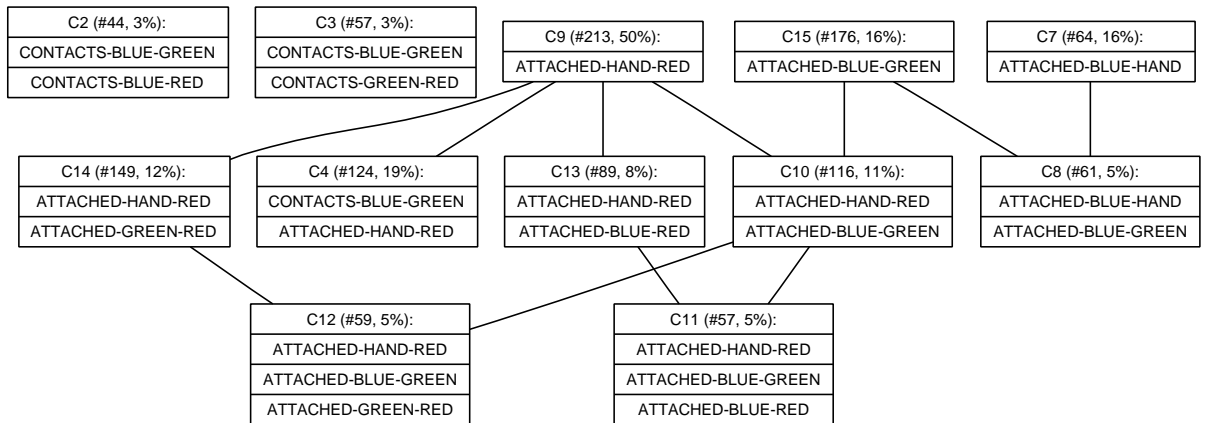 C2 (#44, 3%):
CONTACTS-BLUE-GREEN
CONTACTS-BLUE-RED
C3 (#57, 3%):
CONTACTS-BLUE-GREEN
CONTACTS-GREEN-RED
C9 (#213, 50%):
ATTACHED-HAND-RED
C15 (#176, 16%):
ATTACHED-BLUE-GREEN
C7 (#64, 16%):
ATTACHED-BLUE-HAND
C14 (#149, 12%):
ATTACHED-HAND-RED
ATTACHED-GREEN-RED
C4 (#124, 19%):
CONTACTS-BLUE-GREEN
ATTACHED-HAND-RED
C13 (#89, 8%):
ATTACHED-HAND-RED
ATTACHED-BLUE-RED
C10 (#116, 11%):
ATTACHED-HAND-RED
ATTACHED-BLUE-GREEN
C8 (#61, 5%):
ATTACHED-BLUE-HAND
ATTACHED-BLUE-GREEN
C12 (#59, 5%):
ATTACHED-HAND-RED
ATTACHED-BLUE-GREEN
ATTACHED-GREEN-RED
C11 (#57, 5%):
ATTACHED-HAND-RED
ATTACHED-BLUE-GREEN
ATTACHED-BLUE-RED